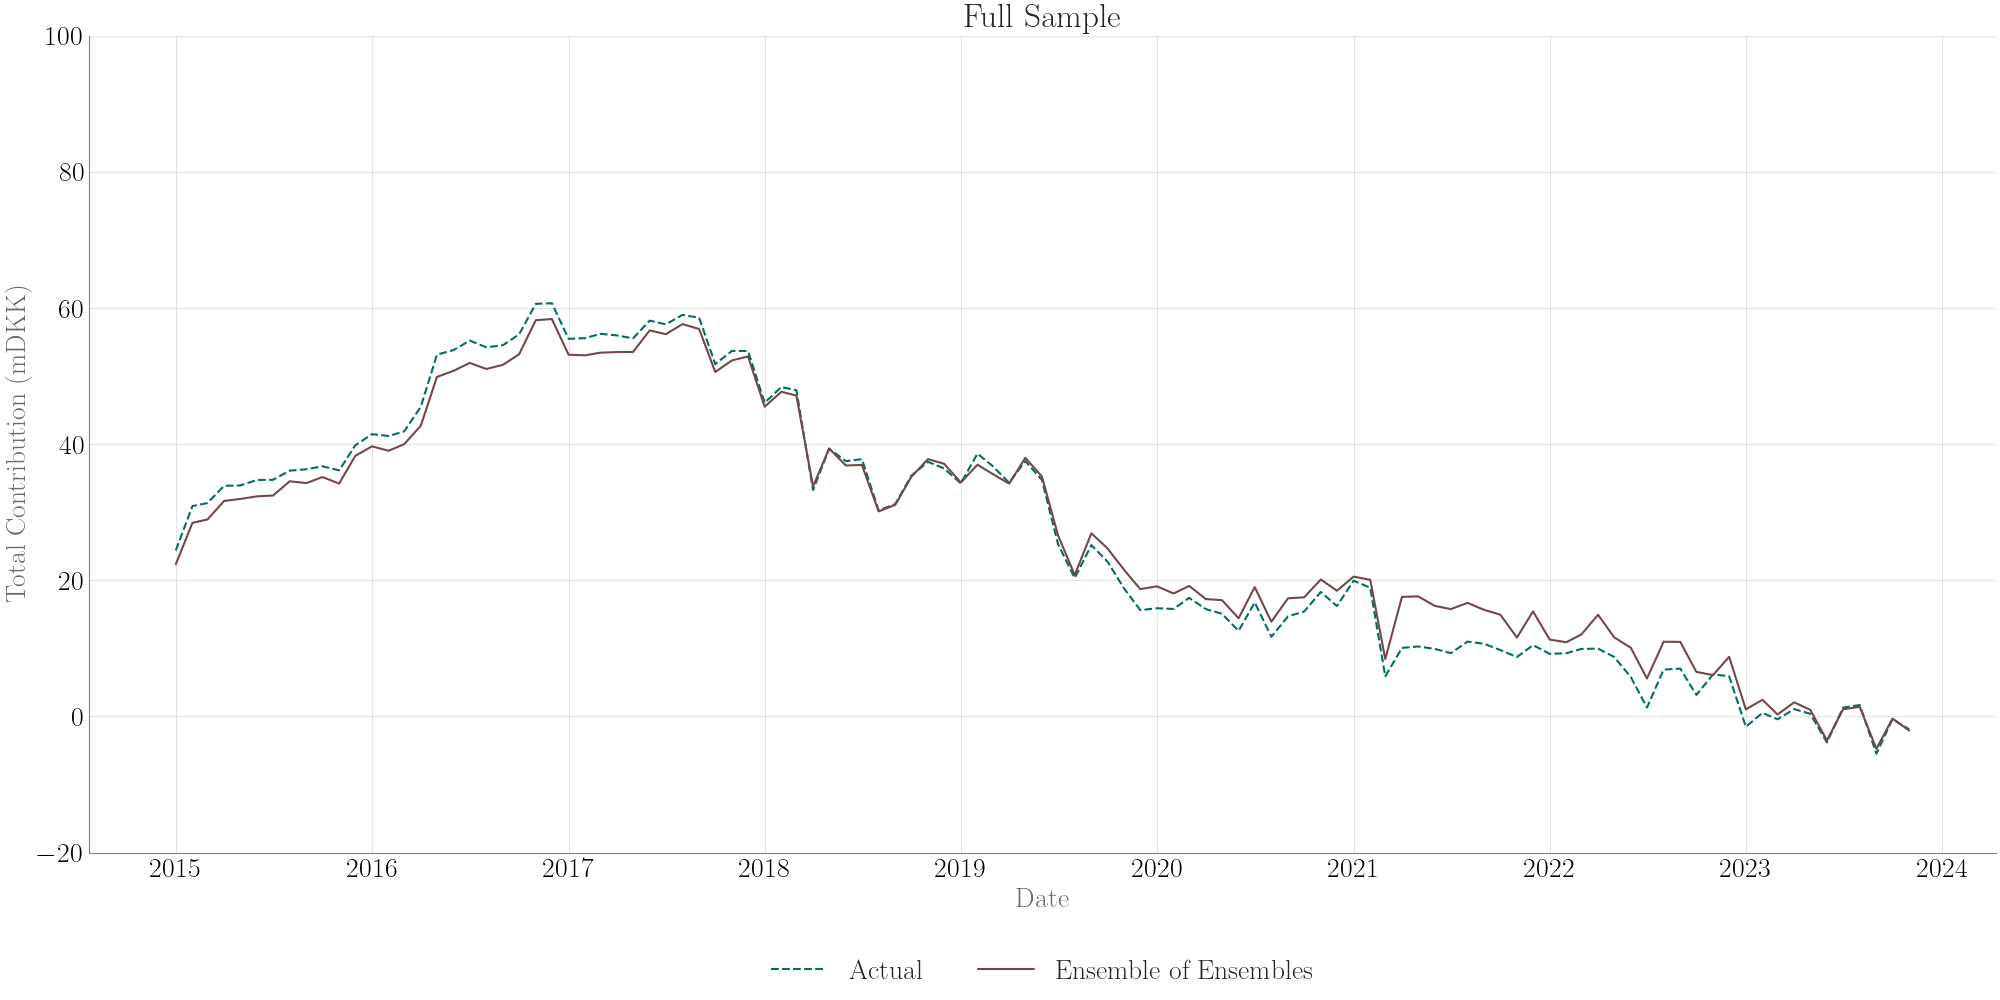 Full Sample
Total Contribution (mDKK)
100
80
60
40
20
0
−20
2015 2016 2017 2018 2019 2020 2021 2022 2023 2024
Date
Actual Ensemble of Ensembles